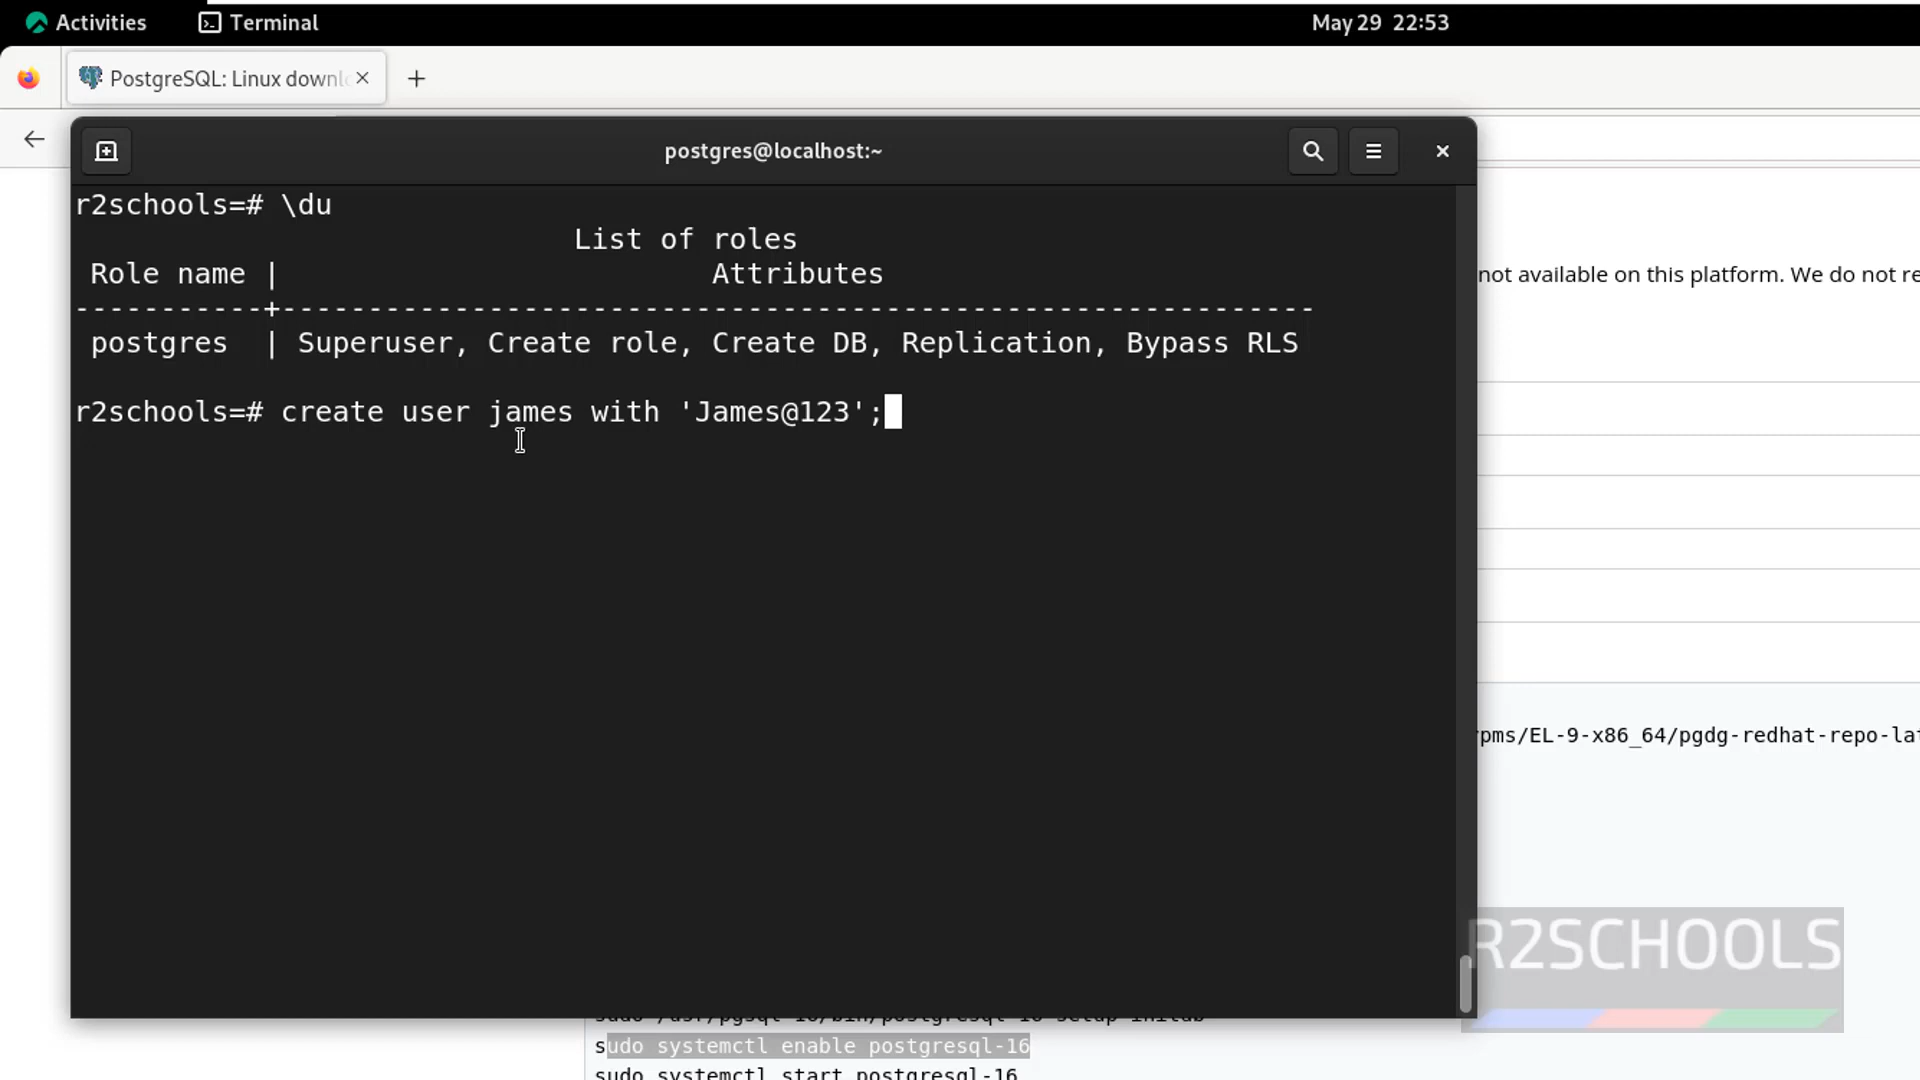 Activities
Terminal
May 29 22:53
PostgreSQL: Linux downl
postgres@localhost:~
r2schools=# \du
List of roles
Role name | Attributes
-----------+------------------------------------------------------------
postgres | Superuser, Create role, Create DB, Replication, Bypass RLS
r2schools=# create user james with 'James@123';
not available on this platform. We do not re
pms/EL-9-x86_64/pgdg-redhat-repo-lat
R2SCHOOLS
sudo systemctl enable postgresql-16
sudo systemctl start postgresql-16